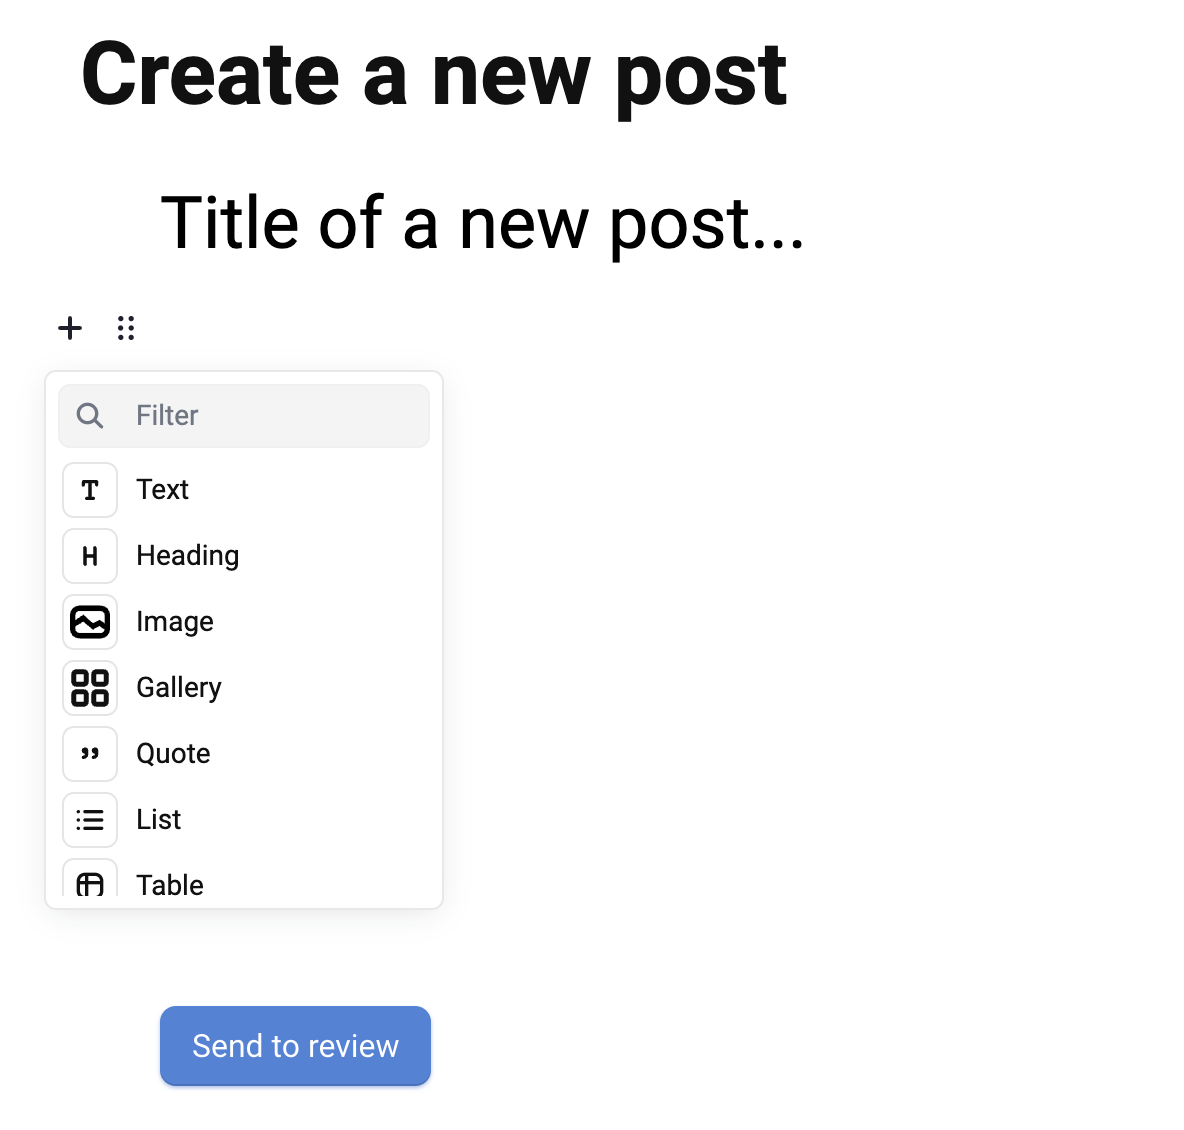 Create a new post
Title of a new post...
Filter
Text
Heading
Image
Gallery
Quote
List
Table
Send to review